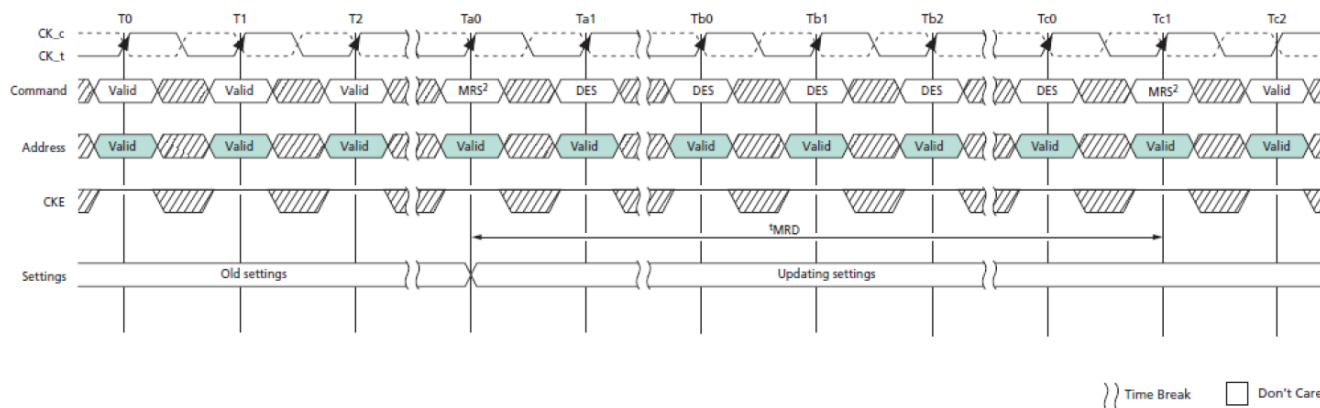 T0 T1 T2 Ta0 Ta1 Tb0 Tb1 Tb2 Tc0 Tc1 Tc2
CK_c
CK_t
Command Valid Valid Valid MRS² DES DES DES DES DES MRS² Valid
Address Valid Valid Valid Valid Valid Valid Valid Valid Valid Valid Valid
CKE
ᵗMRD
Settings Old settings Updating settings
Time Break Don't Care